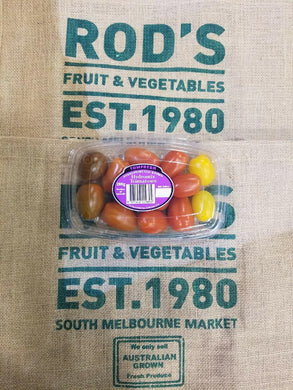 ROD'S
FRUIT & VEGETABLES
EST.1980
Tomatoes
FRUIT & VEGETABLES
EST.1980
SOUTH MELBOURNE MARKET
We only sell
AUSTRALIAN
GROWN
Fresh Produce